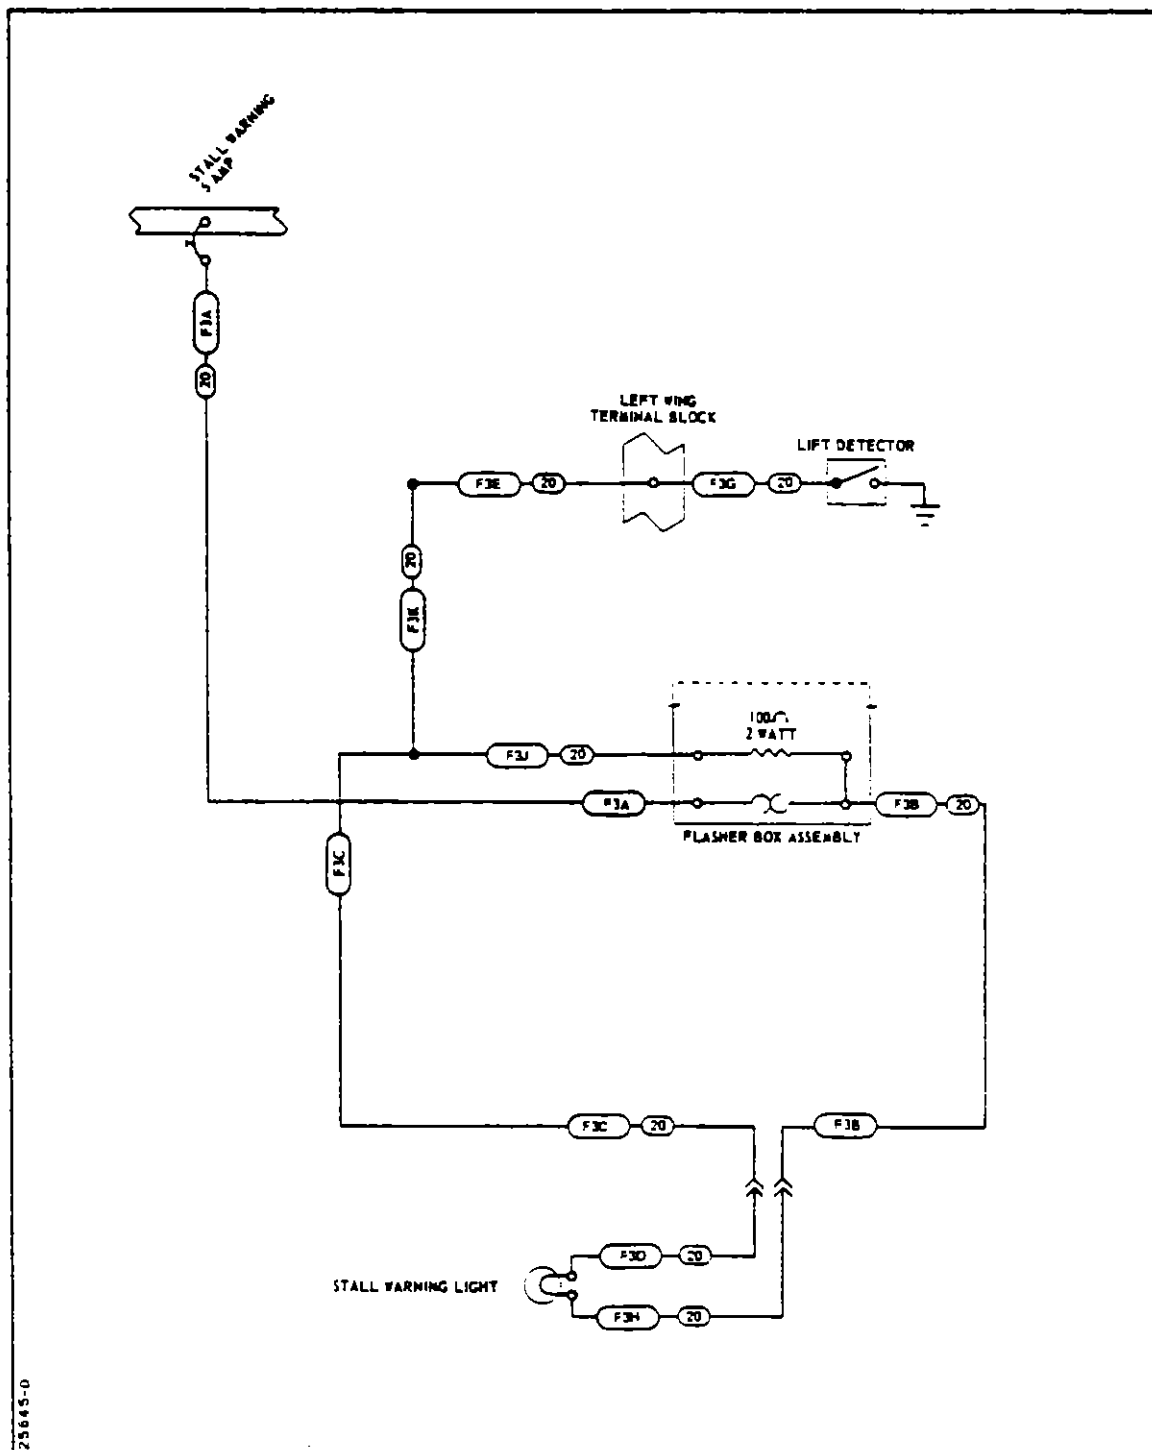 STALL WARNING
5 AMP
F3A
20
LEFT WING
TERMINAL BLOCK
LIFT DETECTOR
F3E
20
F3G
20
20
F3K
100Ω
2 WATT
F3J
20
F3A
F3B
20
FLASHER BOX ASSEMBLY
F3C
F3C
20
F3B
F3D
20
STALL WARNING LIGHT
F3H
20
25645-D